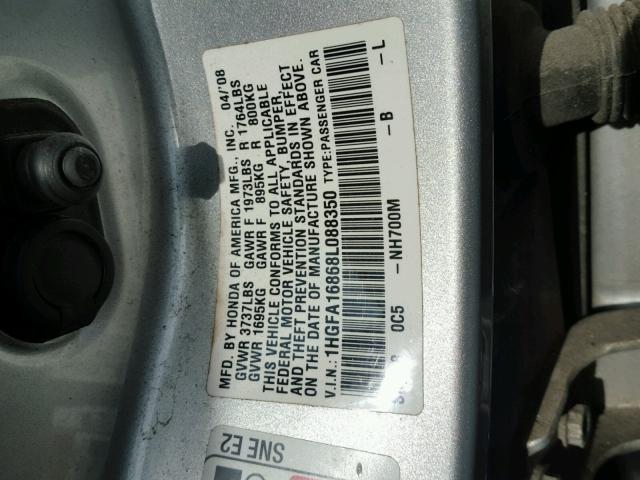 MFD. BY HONDA OF AMERICA MFG., INC. 04/'08
GVWR 3737LBS GAWR F 1973LBS R 1764LBS
GVWR 1695KG GAWR F 895KG R 800KG
THIS VEHICLE CONFORMS TO ALL APPLICABLE
FEDERAL MOTOR VEHICLE SAFETY, BUMPER,
AND THEFT PREVENTION STANDARDS IN EFFECT
ON THE DATE OF MANUFACTURE SHOWN ABOVE.
V.I.N.: 1HGFA16868L088350 TYPE:PASSENGER CAR
0C5 -NH700M -B -L
SNE E2